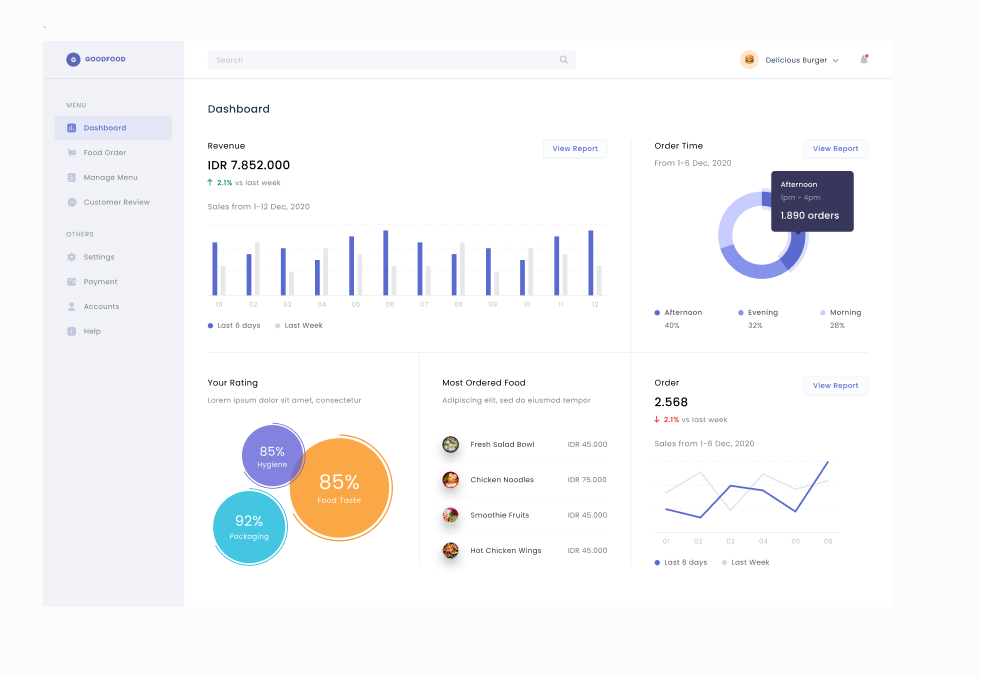 G GOODFOOD
Search
Delicious Burger
MENU
Dashboard
Food Order
Manage Menu
Customer Review
OTHERS
Settings
Payment
Accounts
Help
Dashboard
Revenue
View Report
IDR 7.852.000
2.1% vs last week
Sales from 1-12 Dec, 2020
01 02 03 04 05 06 07 08 09 10 11 12
Last 6 days Last Week
Order Time
View Report
From 1-6 Dec, 2020
Afternoon
1pm - 4pm
1.890 orders
Afternoon Evening Morning
40% 32% 28%
Your Rating
Lorem ipsum dolor sit amet, consectetur
85%
Hygiene
85%
Food Taste
92%
Packaging
Most Ordered Food
Adipiscing elit, sed do eiusmod tempor
Fresh Salad Bowl IDR 45.000
Chicken Noodles IDR 75.000
Smoothie Fruits IDR 45.000
Hot Chicken Wings IDR 45.000
Order
View Report
2.568
2.1% vs last week
Sales from 1-6 Dec, 2020
01 02 03 04 05 06
Last 6 days Last Week